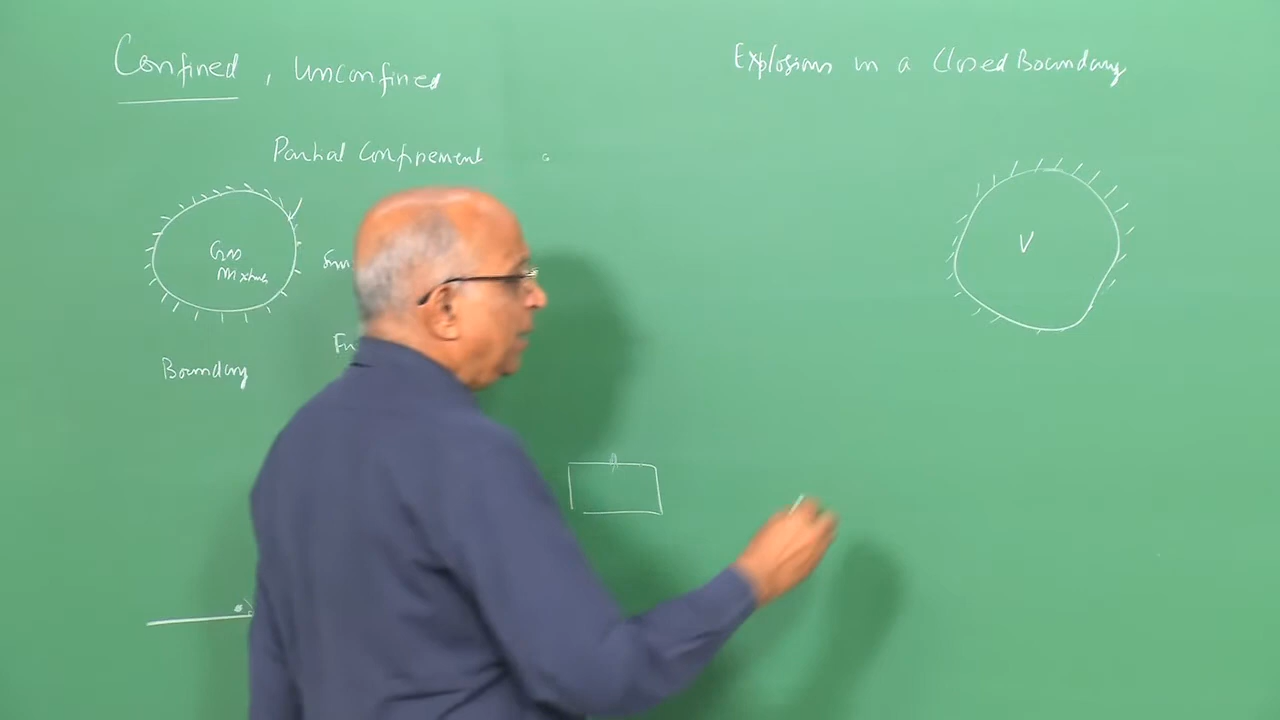 Confined , Unconfined
Partial Confinement
Gas
Mixture
Boundary
Explosions in a Closed Boundary
V